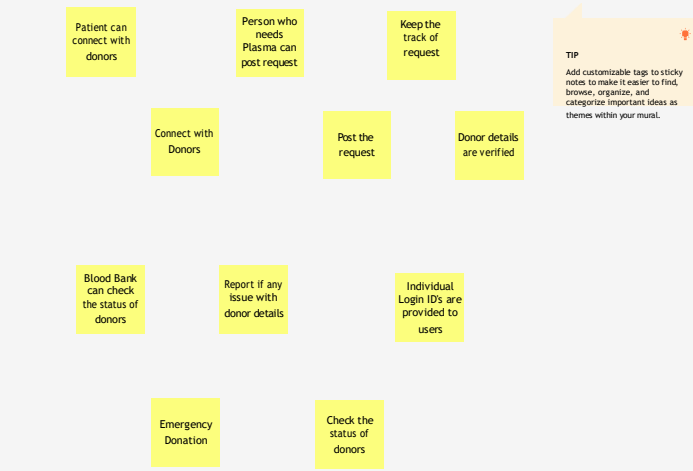 Patient can
connect with
donors
Person who
needs
Plasma can
post request
Keep the
track of
request
TIP
Add customizable tags to sticky
notes to make it easier to find,
browse, organize, and
categorize important ideas as
themes within your mural.
Connect with
Donors
Post the
request
Donor details
are verified
Blood Bank
can check
the status of
donors
Report if any
issue with
donor details
Individual
Login ID's are
provided to
users
Emergency
Donation
Check the
status of
donors